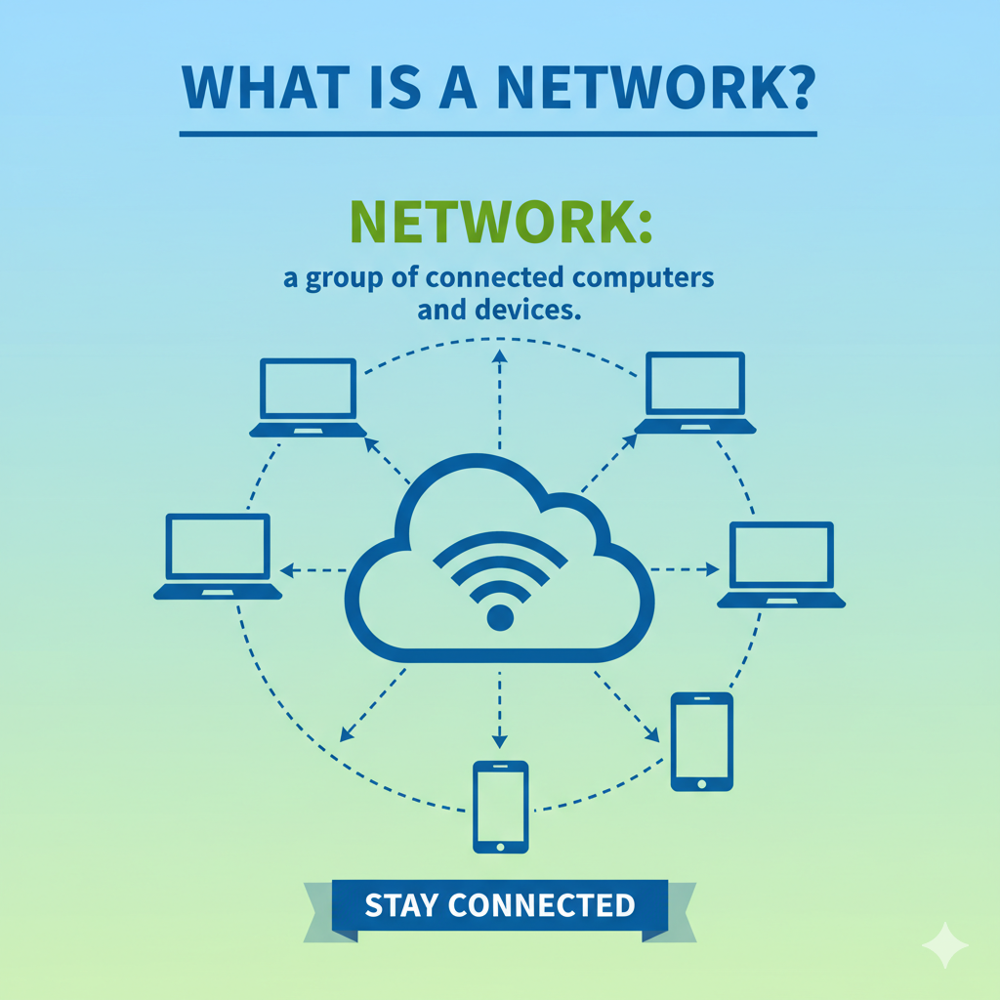 WHAT IS A NETWORK?
NETWORK:
a group of connected computers
and devices.
STAY CONNECTED